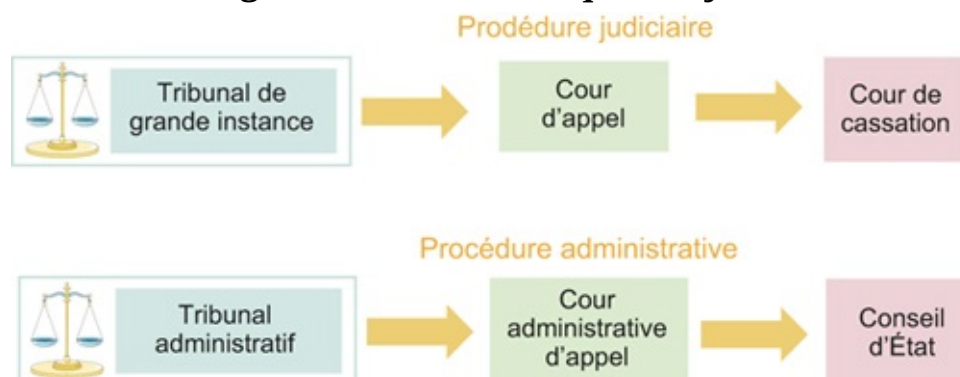 Prodédure judiciaire
Tribunal de
grande instance
Cour
d'appel
Cour de
cassation
Procédure administrative
Tribunal
administratif
Cour
administrative
d'appel
Conseil
d'État